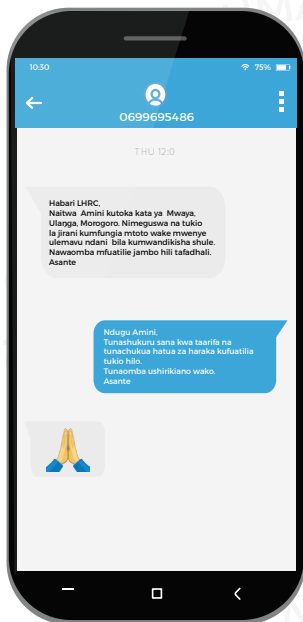 10:30
75%
0699695486
THU 12:0
Habari LHRC,
Naitwa Amini kutoka kata ya Mwaya,
Ulanga, Morogoro. Nimeguswa na tukio
la jirani kumfungia mtoto wake mwenye
ulemavu ndani bila kumwandikisha shule.
Nawaomba mfuatilie jambo hili tafadhali.
Asante
Ndugu Amini,
Tunashukuru sana kwa taarifa na
tunachukua hatua za haraka kufuatilia
tukio hilo.
Tunaomba ushirikiano wako.
Asante